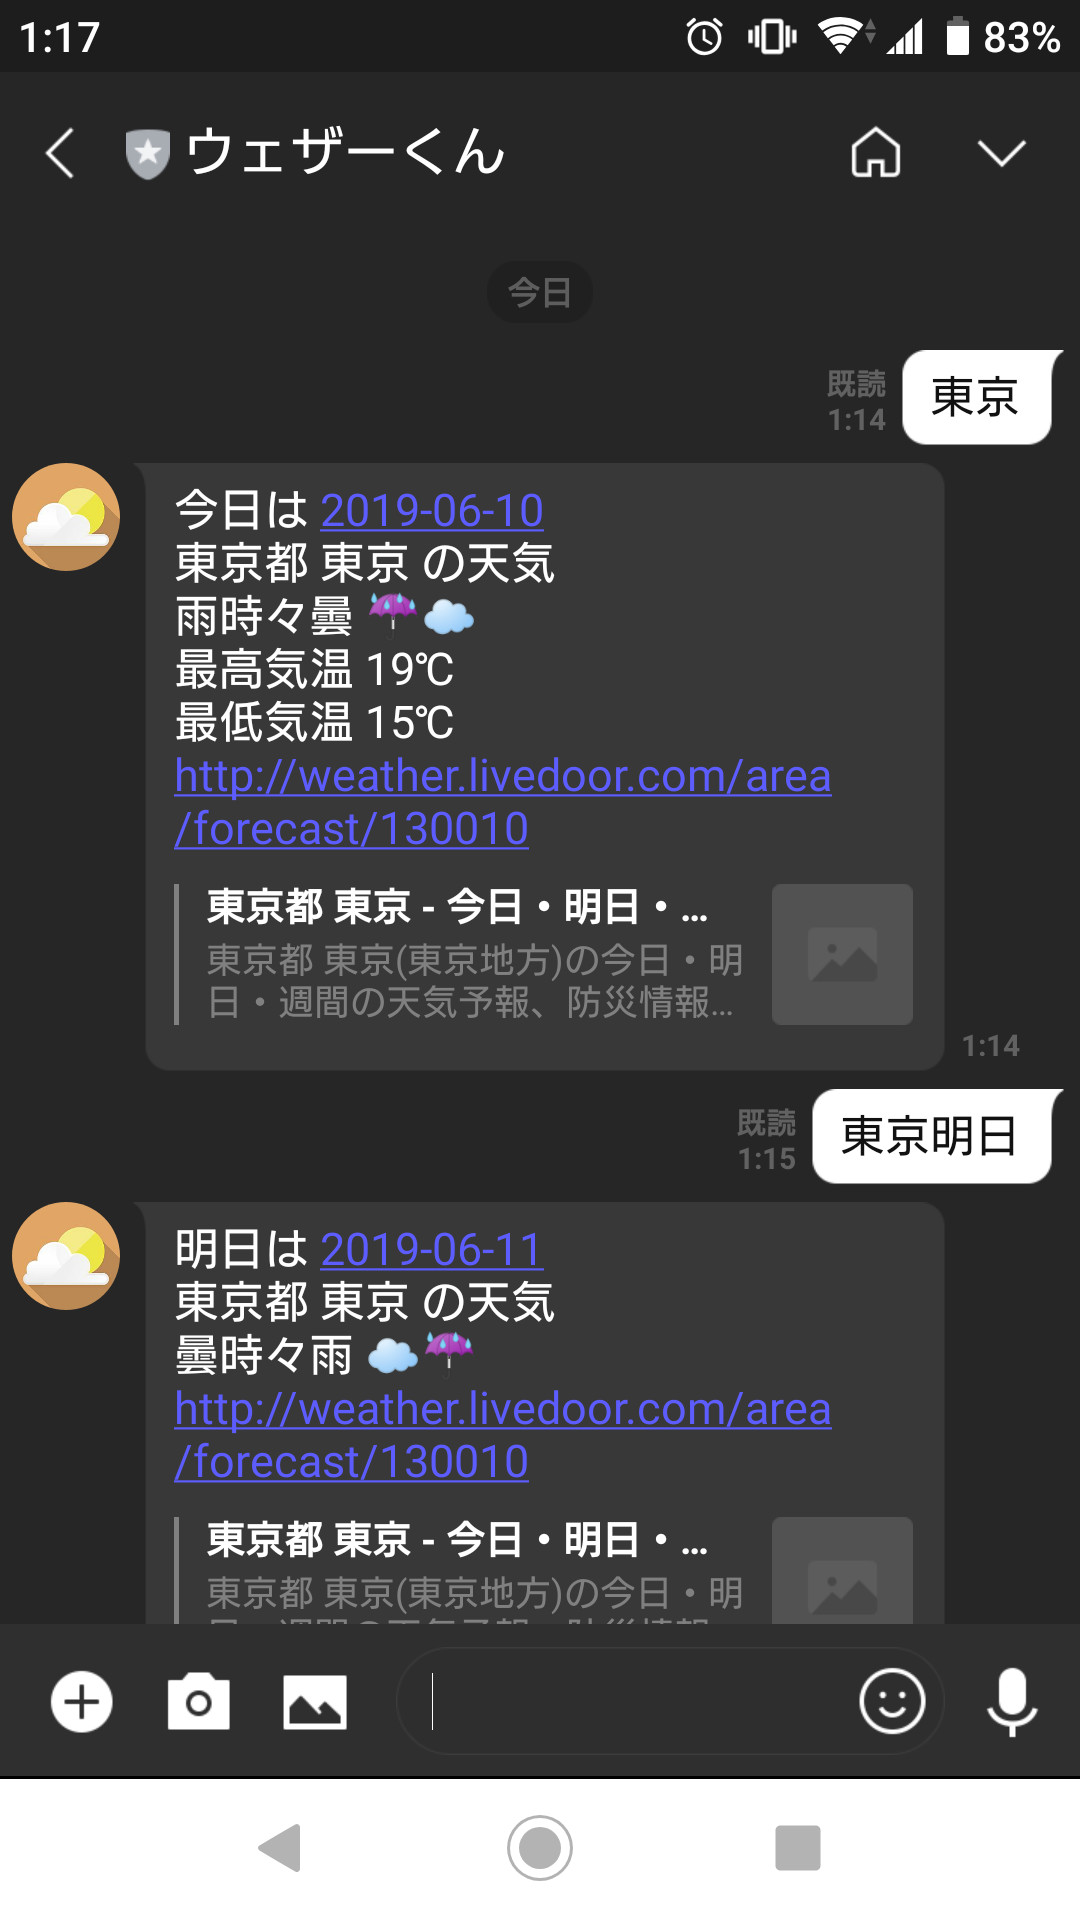 1:17
83%
ウェザーくん
今日
既読
1:14
東京
今日は 2019-06-10
東京都 東京 の天気
雨時々曇 ☔☁
最高気温 19℃
最低気温 15℃
http://weather.livedoor.com/area
/forecast/130010
東京都 東京 - 今日・明日・...
東京都 東京(東京地方)の今日・明
日・週間の天気予報、防災情報...
1:14
既読
1:15
東京明日
明日は 2019-06-11
東京都 東京 の天気
曇時々雨 ☁☔
http://weather.livedoor.com/area
/forecast/130010
東京都 東京 - 今日・明日・...
東京都 東京(東京地方)の今日・明